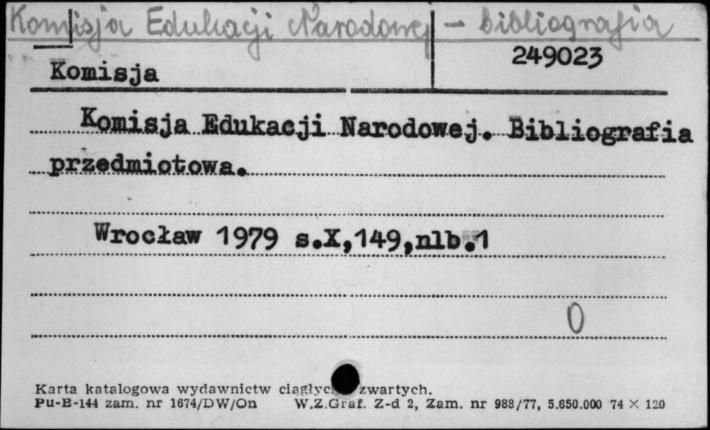 Komisja Edukacji Narodowej - bibliografia
249023
Komisja
Komisja Edukacji Narodowej. Bibliografia
przedmiotowa.
Wrocław 1979 s.X,149,nlb.1
0
Karta katalogowa wydawnictw ciągłych zwartych.
Pu-B-144 zam. nr 1674/DW/On W.Z.Graf. Z-d 2, Zam. nr 988/77, 5.650.000 74 × 120